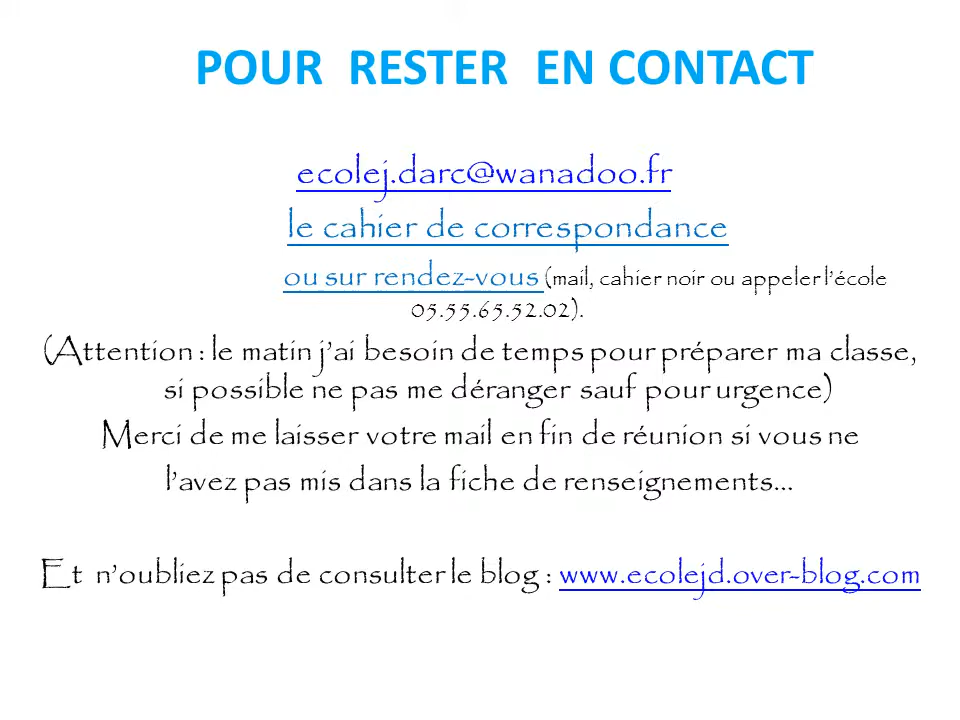 POUR RESTER EN CONTACT
ecolej.darc@wanadoo.fr
le cahier de correspondance
ou sur rendez-vous (mail, cahier noir ou appeler l’école
05.55.65.52.02).
(Attention : le matin j’ai besoin de temps pour préparer ma classe,
si possible ne pas me déranger sauf pour urgence)
Merci de me laisser votre mail en fin de réunion si vous ne
l’avez pas mis dans la fiche de renseignements...
Et n’oubliez pas de consulter le blog : www.ecolejd.over-blog.com